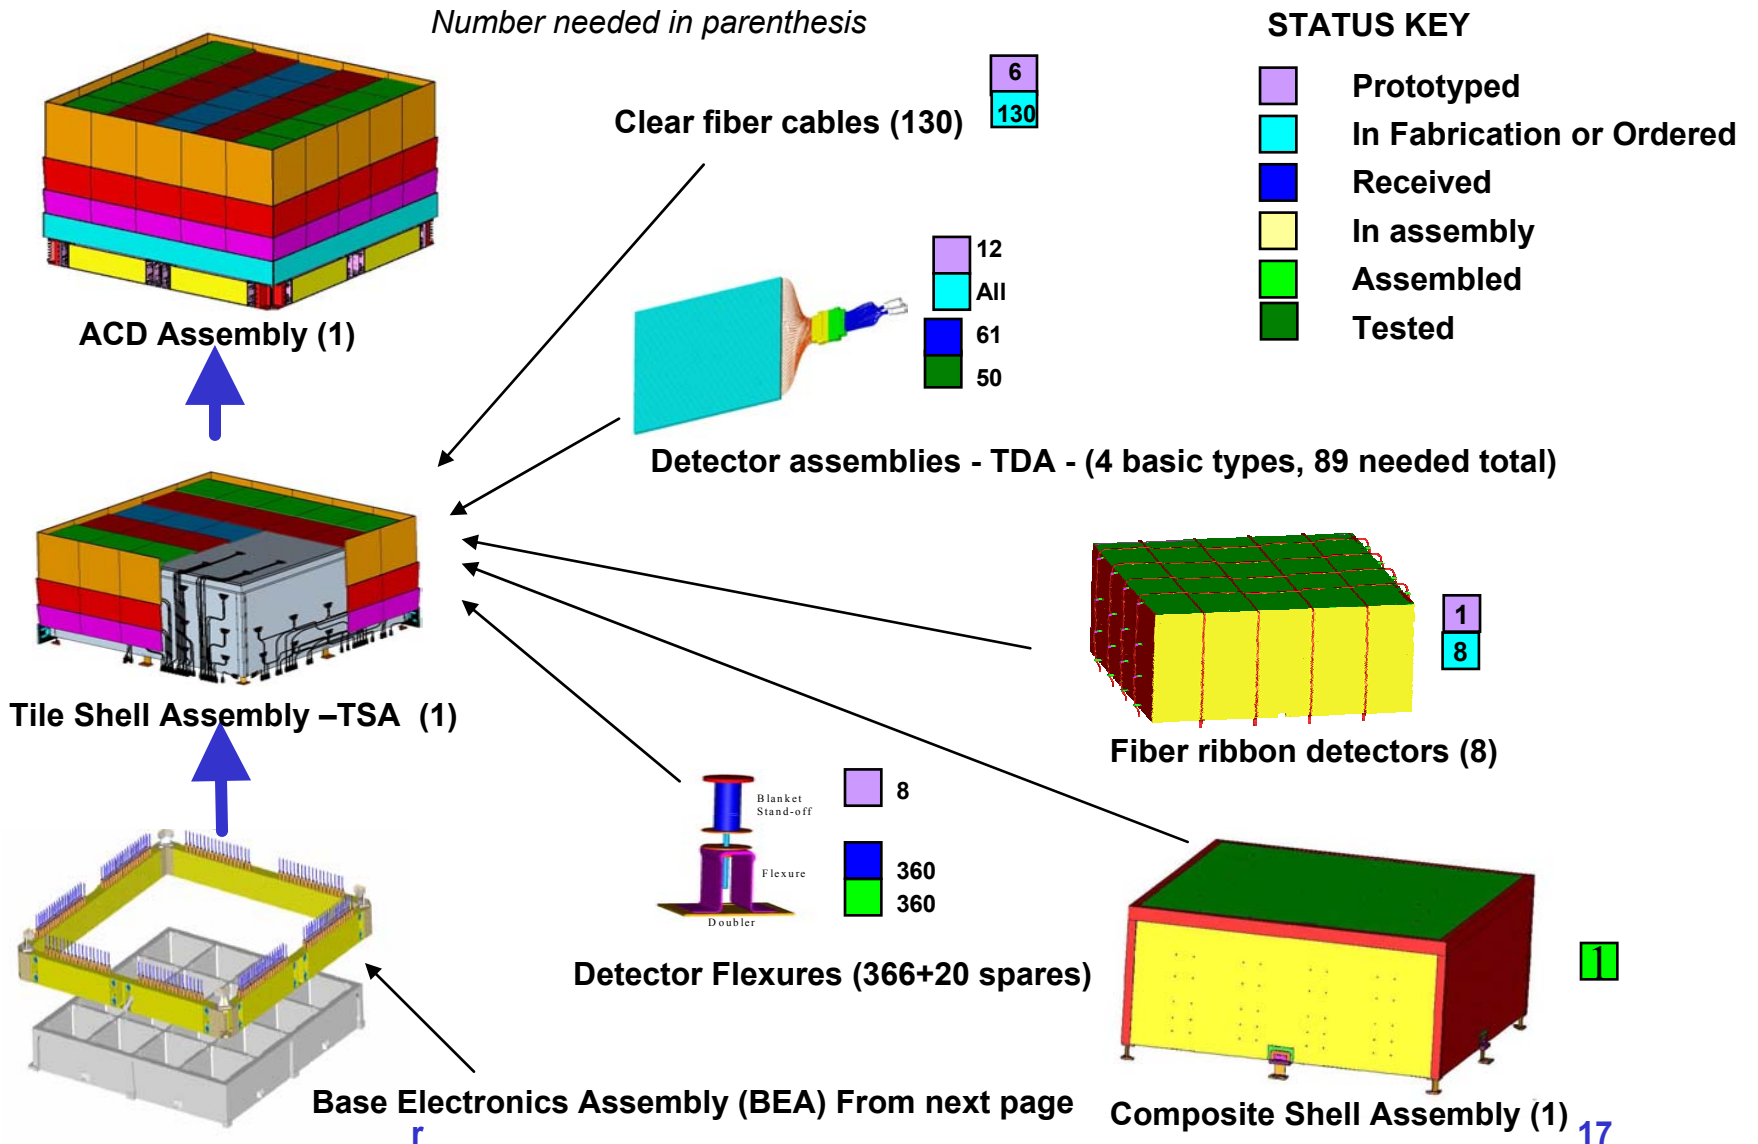 Number needed in parenthesis
STATUS KEY
Prototyped
In Fabrication or Ordered
Received
In assembly
Assembled
Tested
Clear fiber cables (130)
6
130
ACD Assembly (1)
12
All
61
50
Detector assemblies - TDA - (4 basic types, 89 needed total)
Tile Shell Assembly –TSA (1)
1
8
Fiber ribbon detectors (8)
Blanket
Stand-off
Flexure
Doubler
8
360
360
Detector Flexures (366+20 spares)
1
Base Electronics Assembly (BEA) From next page
Composite Shell Assembly (1)
r
17